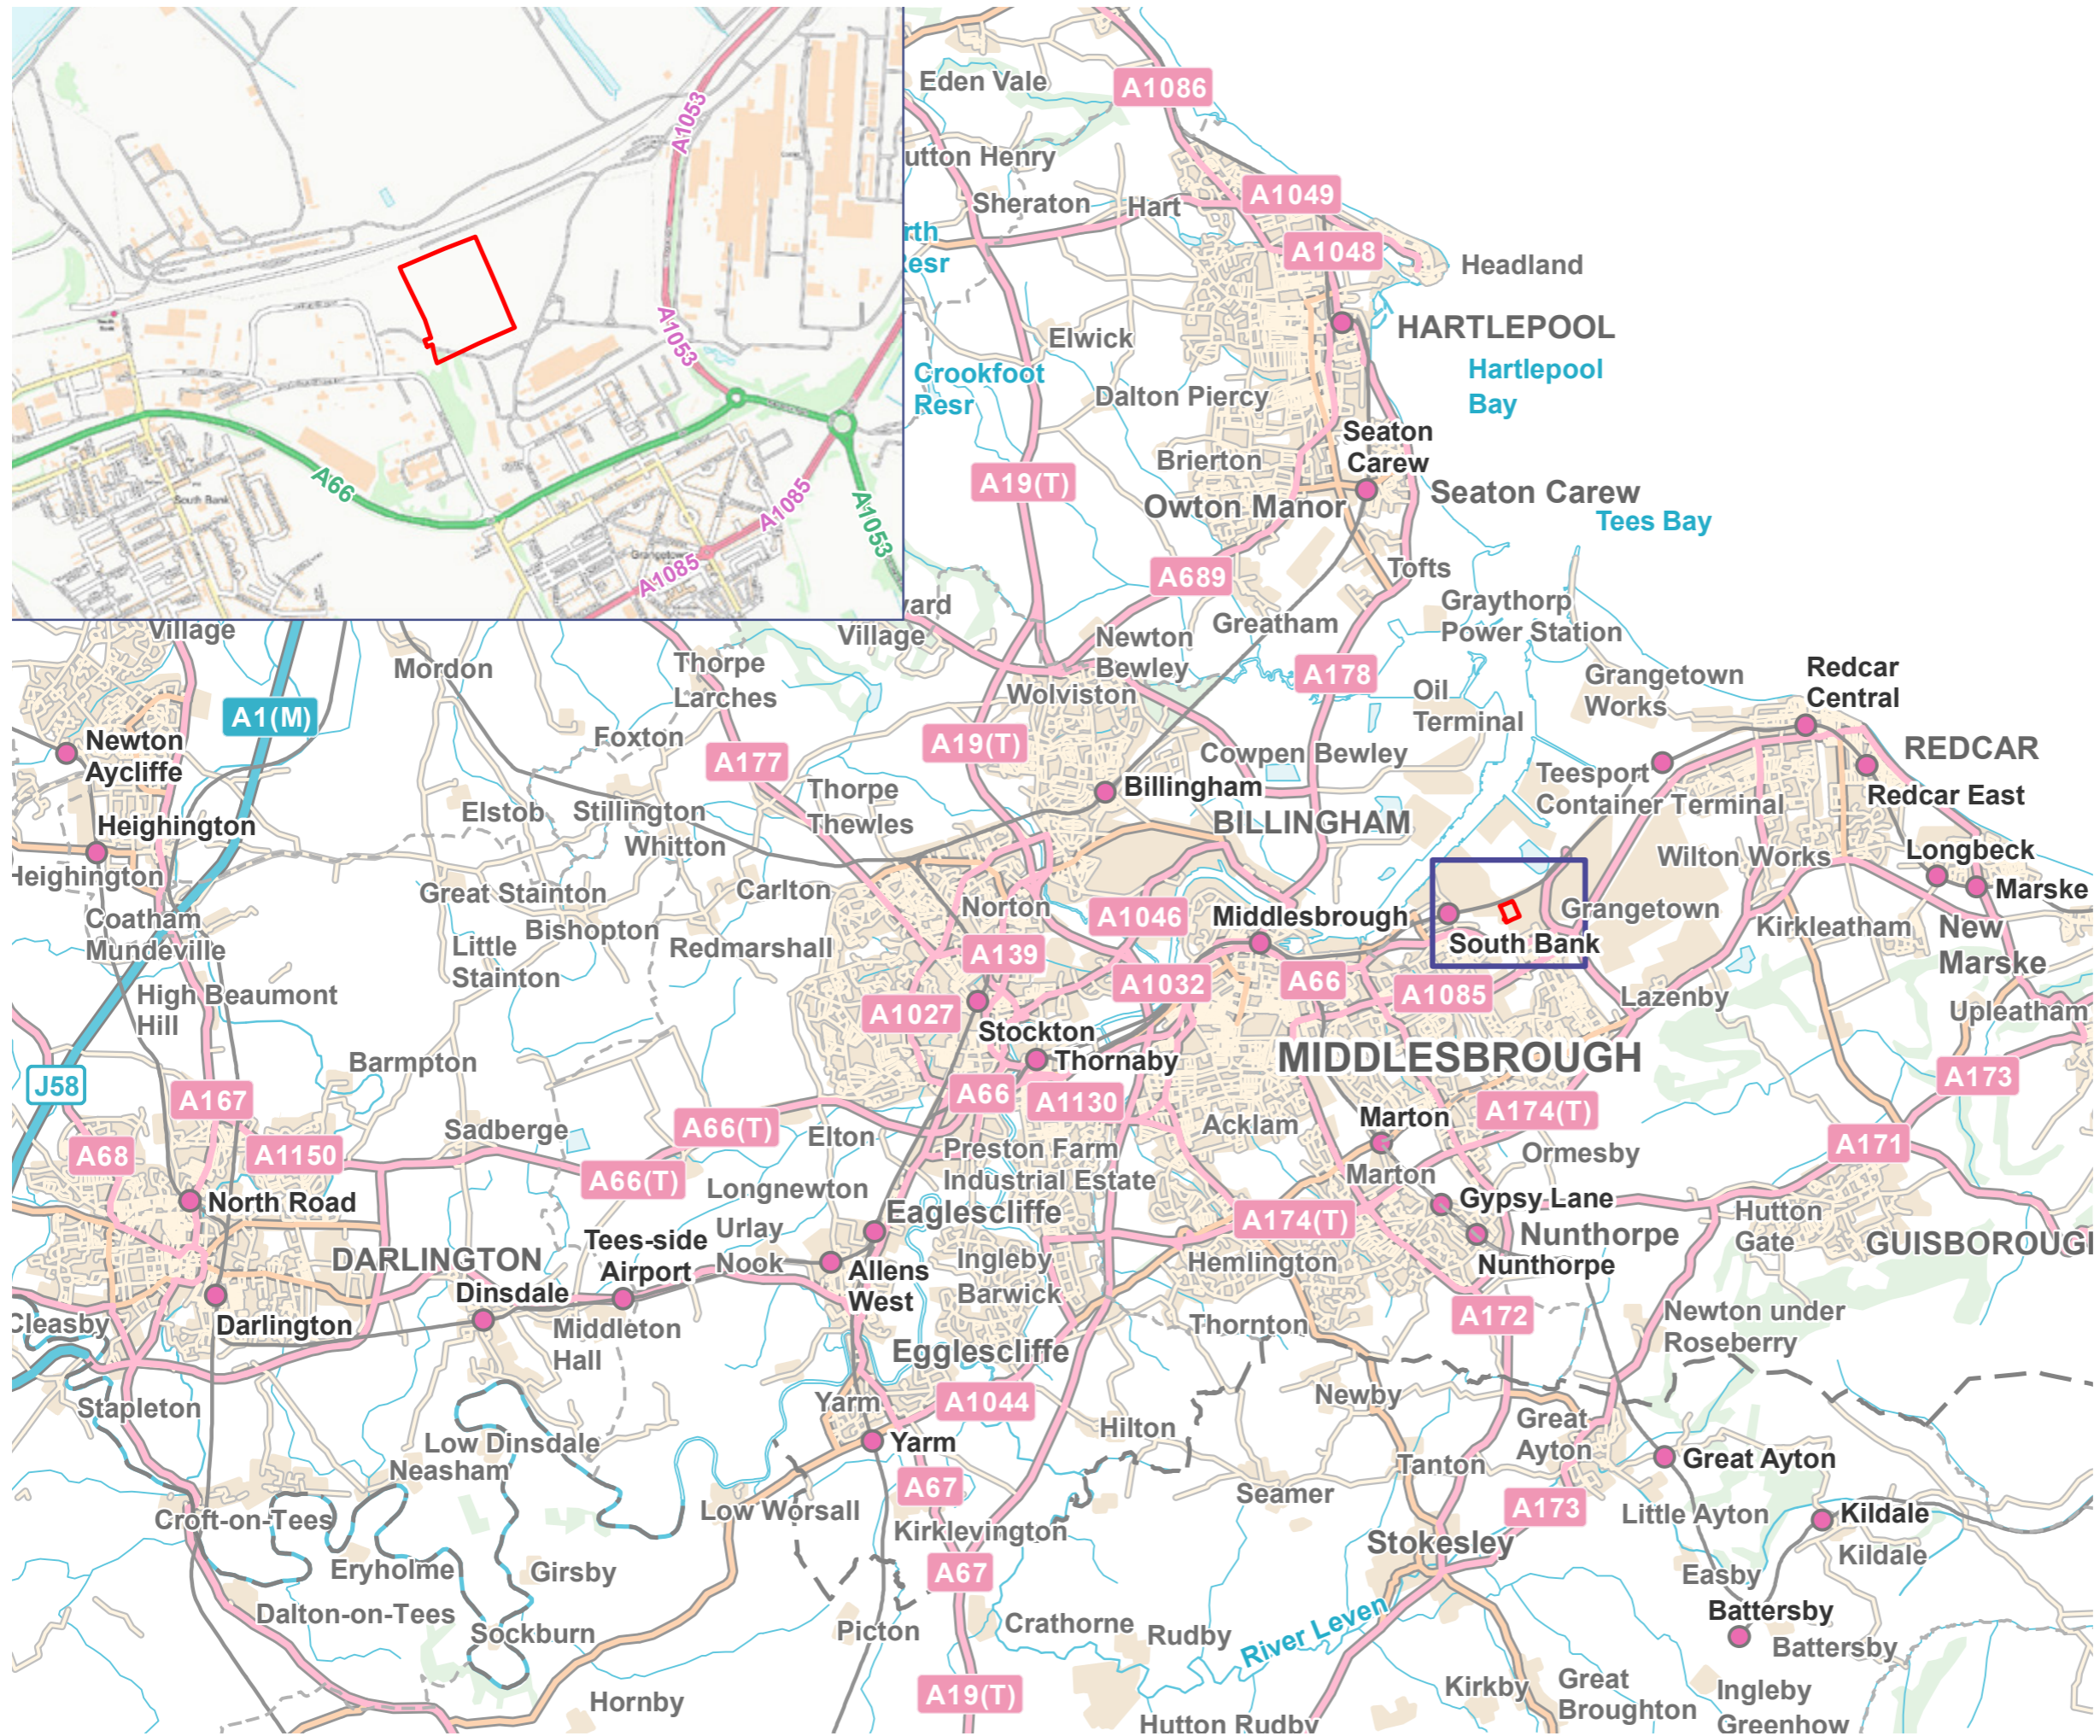 A1053
A1053
A66
South Bank
Grangetown
A1085
A1085
A1053
Eden Vale
A1086
utton Henry
Sheraton
Hart
A1049
A1048
rth
Resr
Headland
HARTLEPOOL
Elwick
Hartlepool
Bay
Crookfoot
Resr
Dalton Piercy
Seaton
Carew
Brierton
A19(T)
Owton Manor
Seaton Carew
Tees Bay
A689
Tofts
Graythorp
Power Station
yard
Village
Village
Greatham
Newton
Bewley
Mordon
Thorpe
Larches
Wolviston
A178
Oil
Terminal
Grangetown
Works
Redcar
Central
A1(M)
Foxton
A177
A19(T)
Cowpen Bewley
Newton
Aycliffe
REDCAR
Teesport
Container Terminal
Redcar East
Thorpe
Thewles
Billingham
BILLINGHAM
Heighington
Elstob
Stillington
Whitton
Wilton Works
Longbeck
Heighington
Great Stainton
Carlton
Marske
Coatham
Mundeville
Bishopton
Norton
A1046
Middlesbrough
Grangetown
Kirkleatham
New
Marske
Little
Stainton
Redmarshall
A139
South Bank
High Beaumont
Hill
A1027
A1032
A66
A1085
Lazenby
Upleatham
Stockton
Thornaby
MIDDLESBROUGH
Barmpton
J58
A167
A66
A1130
A173
Marton
A174(T)
Sadberge
A66(T)
Elton
Acklam
A68
A1150
A66(T)
Preston Farm
Industrial Estate
Marton
Ormesby
A171
North Road
Longnewton
Gypsy Lane
Eaglescliffe
A174(T)
Nunthorpe
Hutton
Gate
GUISBOROUGH
DARLINGTON
Tees-side
Airport
Urlay
Nook
Ingleby
Barwick
Hemlington
Nunthorpe
Dinsdale
Allens
West
Cleasby
Darlington
Middleton
Hall
Thornton
A172
Newton under
Roseberry
Egglescliffe
Stapleton
Yarm
A1044
Newby
Great
Ayton
Low Dinsdale
Yarm
Hilton
Neasham
Tanton
Great Ayton
A67
Seamer
A173
Low Worsall
Little Ayton
Kildale
Croft-on-Tees
Kirklevington
Stokesley
Kildale
Eryholme
Girsby
A67
Easby
Dalton-on-Tees
Sockburn
Picton
Crathorne
Rudby
River Leven
Battersby
Battersby
Hornby
A19(T)
Kirkby
Great
Broughton
Ingleby
Greenhow
Hutton Rudby